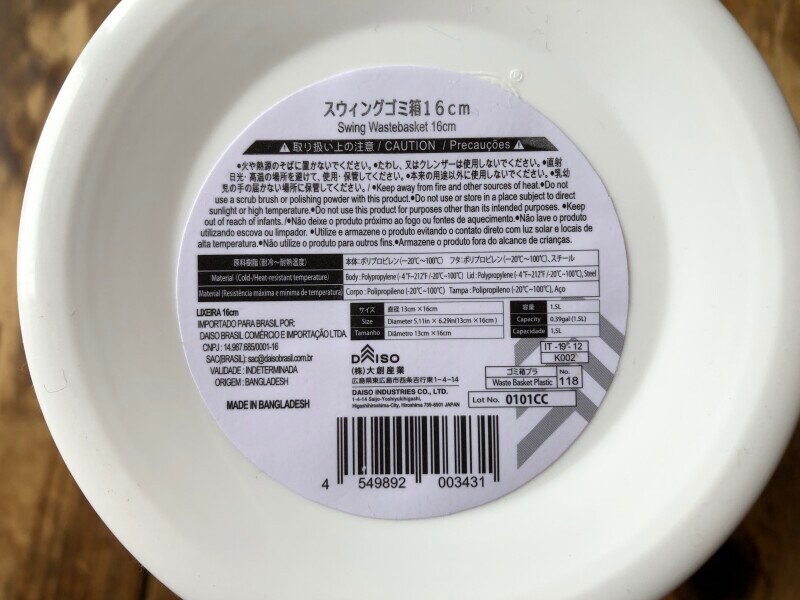 スウィングゴミ箱16cm
Swing Wastebasket 16cm
取り扱い上の注意 / CAUTION / Precauções
•火や熱源のそばに置かないでください。•たわし、又はクレンザーは使用しないでください。•直射
日光・高温の場所を避けて、使用・保管してください。•本来の用途以外に使用しないでください。•乳幼
児の手の届かない場所に保管してください。/ •Keep away from fire and other sources of heat.•Do not
use a scrub brush or polishing powder with this product.•Do not use or store in a place subject to direct
sunlight or high temperature.•Do not use this product for purposes other than its intended purposes. •Keep
out of reach of infants. /•Não deixe o produto próximo ao fogo ou fontes de aquecimento.•Não lave o produto
utilizando escova ou limpador. •Utilize e armazene o produto evitando o contato direto com luz solar e locais de
alta temperatura.•Não utilize o produto para outros fins.•Armazene o produto fora do alcance de crianças.
原料樹脂(耐冷〜耐熱温度) 本体:ポリプロピレン(−20℃〜100℃) フタ:ポリプロピレン(−20℃〜100℃)、スチール
Material (Cold-/Heat-resistant temperature) Body : Polypropylene (-4°F~212°F /-20℃~100℃) Lid : Polypropylene (-4°F~212°F /-20℃~100℃), Steel
Material (Resistência máxima e mínima de temperatura) Corpo : Polipropileno (-20℃~100℃) Tampa : Polipropileno (-20℃~100℃), Aço
LIXEIRA 16cm
IMPORTADO PARA BRASIL POR:
DAISO BRASIL COMÉRCIO E IMPORTAÇÃO LTDA.
CNPJ : 14.987.685/0001-16
SAC(BRASIL): sac@daisobrasil.com.br
VALIDADE : INDETERMINADA
ORIGEM : BANGLADESH
MADE IN BANGLADESH
サイズ 直径 13cm×16cm
Size Diameter 5.11in × 6.29in(13cm ×16cm )
Tamanho Diâmetro 13cm ×16cm
容量 1.5L
Capacity 0.39gal (1.5L)
Capacidade 1,5L
IT -19- 12
K002
DAISO
(株)大創産業
広島県東広島市西条吉行東1-4-14
DAISO INDUSTRIES CO., LTD.
1-4-14 Saijo-Yoshiyukihigashi,
Higashihiroshima-City, Hiroshima 739-8501 JAPAN
ゴミ箱プラ No.
Waste Basket Plastic 118
Lot No. 0101CC
4 549892 003431